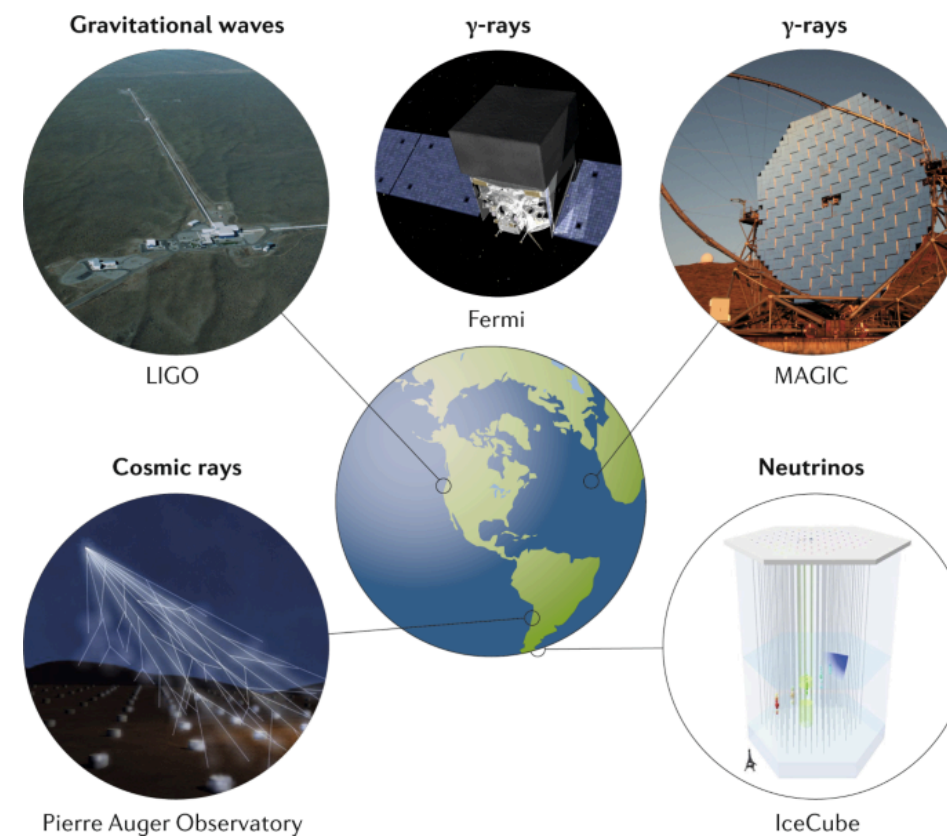 Gravitational waves
γ-rays
γ-rays
LIGO
Fermi
MAGIC
Cosmic rays
Neutrinos
Pierre Auger Observatory
IceCube